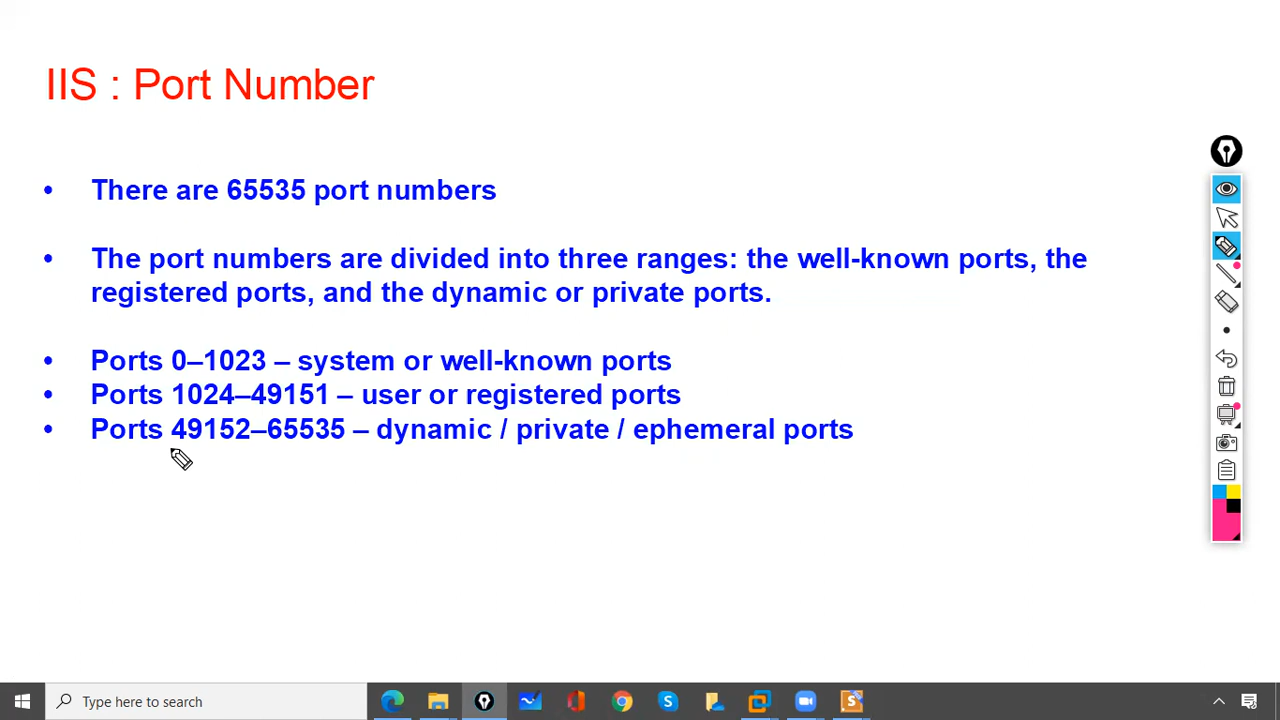 IIS : Port Number
• There are 65535 port numbers
• The port numbers are divided into three ranges: the well-known ports, the
registered ports, and the dynamic or private ports.
• Ports 0–1023 – system or well-known ports
• Ports 1024–49151 – user or registered ports
• Ports 49152–65535 – dynamic / private / ephemeral ports
Type here to search